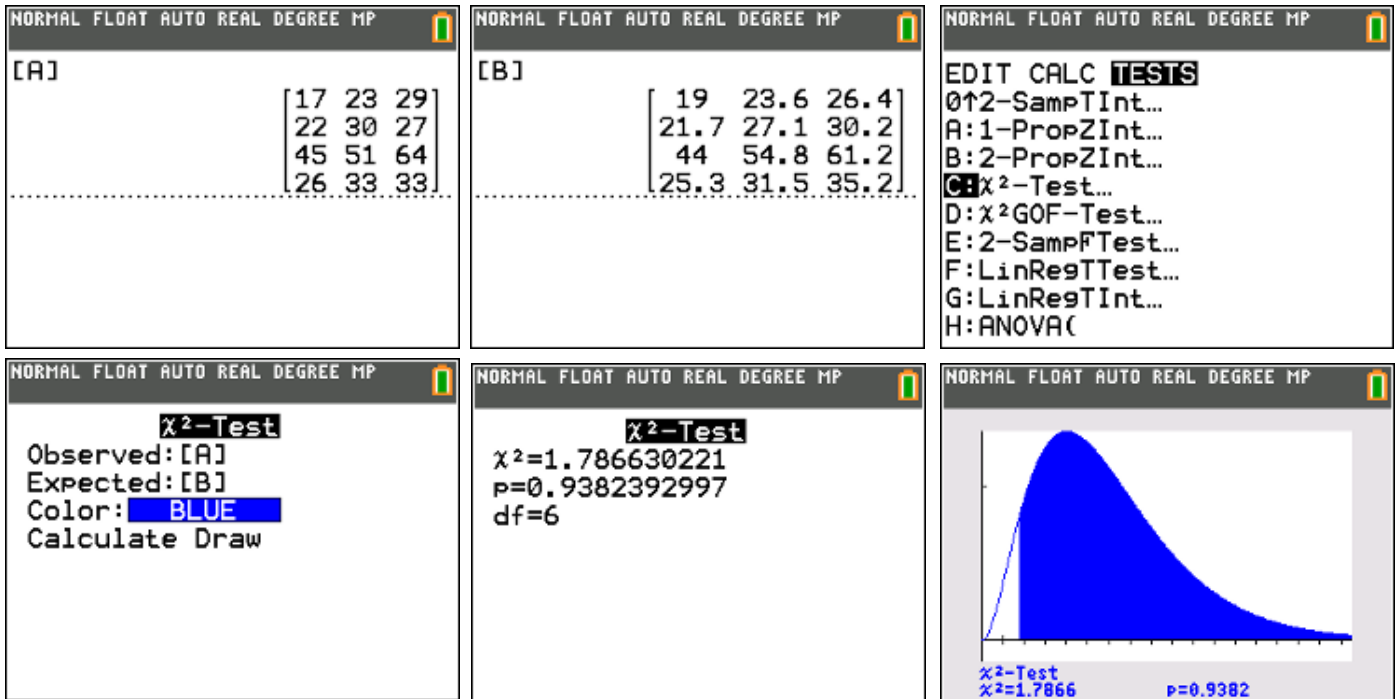 NORMAL FLOAT AUTO REAL DEGREE MP
[A]
[17 23 29]
[22 30 27]
[45 51 64]
[26 33 33]
NORMAL FLOAT AUTO REAL DEGREE MP
[B]
[19 23.6 26.4]
[21.7 27.1 30.2]
[44 54.8 61.2]
[25.3 31.5 35.2]
NORMAL FLOAT AUTO REAL DEGREE MP
EDIT CALC TESTS
0↑2-SampTInt…
A:1-PropZInt…
B:2-PropZInt…
C:χ²-Test…
D:χ²GOF-Test…
E:2-SampFTest…
F:LinRegTTest…
G:LinRegTInt…
H:ANOVA(
NORMAL FLOAT AUTO REAL DEGREE MP
χ²-Test
Observed:[A]
Expected:[B]
Color: BLUE
Calculate Draw
NORMAL FLOAT AUTO REAL DEGREE MP
χ²-Test
χ²=1.786630221
p=0.9382392997
df=6
NORMAL FLOAT AUTO REAL DEGREE MP
χ²-Test
χ²=1.7866 p=0.9382